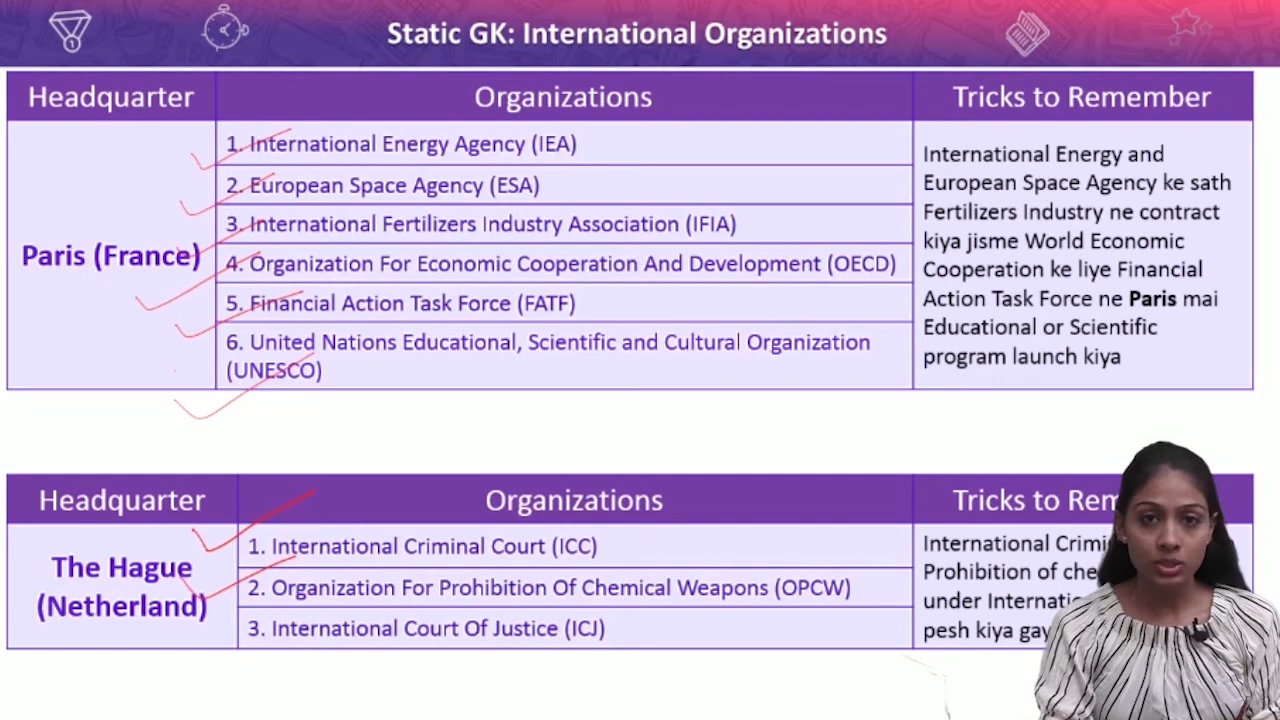 Static GK: International Organizations
Headquarter
Organizations
Tricks to Remember
Paris (France)
1. International Energy Agency (IEA)
2. European Space Agency (ESA)
3. International Fertilizers Industry Association (IFIA)
4. Organization For Economic Cooperation And Development (OECD)
5. Financial Action Task Force (FATF)
6. United Nations Educational, Scientific and Cultural Organization
(UNESCO)
International Energy and
European Space Agency ke sath
Fertilizers Industry ne contract
kiya jisme World Economic
Cooperation ke liye Financial
Action Task Force ne Paris mai
Educational or Scientific
program launch kiya
Headquarter
Organizations
Tricks to
The Hague
(Netherland)
1. International Criminal Court (ICC)
2. Organization For Prohibition Of Chemical Weapons (OPCW)
3. International Court Of Justice (ICJ)
International
Prohibition of
under
pesh kiya